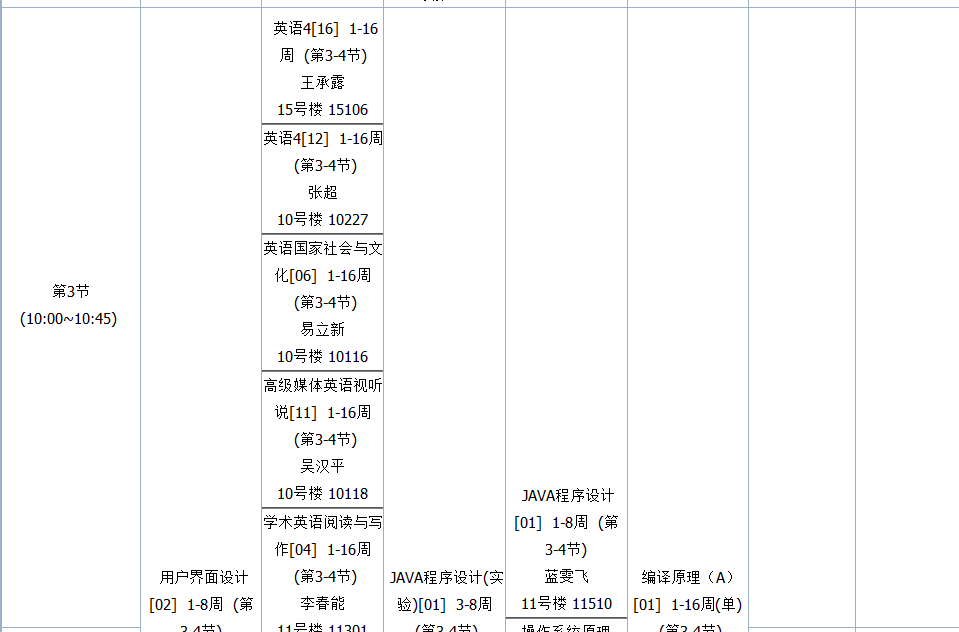 第3节
(10:00~10:45)
用户界面设计
[02]  1-8周  (第
3-4节)
英语4[16]  1-16
周  (第3-4节)
王承露
15号楼 15106
英语4[12]  1-16周
(第3-4节)
张超
10号楼 10227
英语国家社会与文
化[06]  1-16周
(第3-4节)
易立新
10号楼 10116
高级媒体英语视听
说[11]  1-16周
(第3-4节)
吴汉平
10号楼 10118
学术英语阅读与写
作[04]  1-16周
(第3-4节)
李春能
11号楼 11301
JAVA程序设计(实
验)[01]  3-8周
(第3-4节)
JAVA程序设计
[01]  1-8周  (第
3-4节)
蓝雯飞
11号楼 11510
操作系统原理
编译原理（A）
[01]  1-16周(单)
(第3-4节)